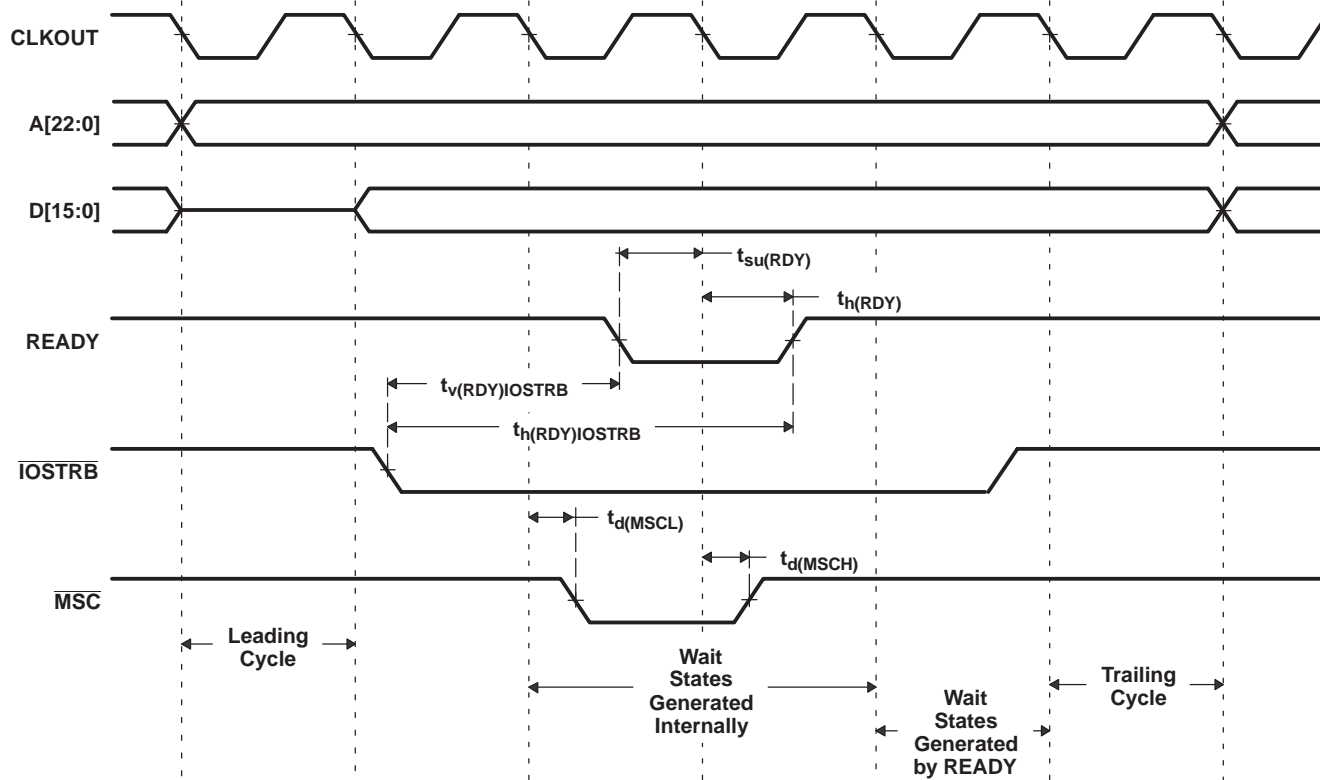 CLKOUT
A[22:0]
D[15:0]
tsu(RDY)
th(RDY)
READY
tv(RDY)IOSTRB
th(RDY)IOSTRB
IOSTRB
td(MSCL)
td(MSCH)
MSC
Leading
Cycle
Wait
States
Generated
Internally
Wait
States
Generated
by READY
Trailing
Cycle